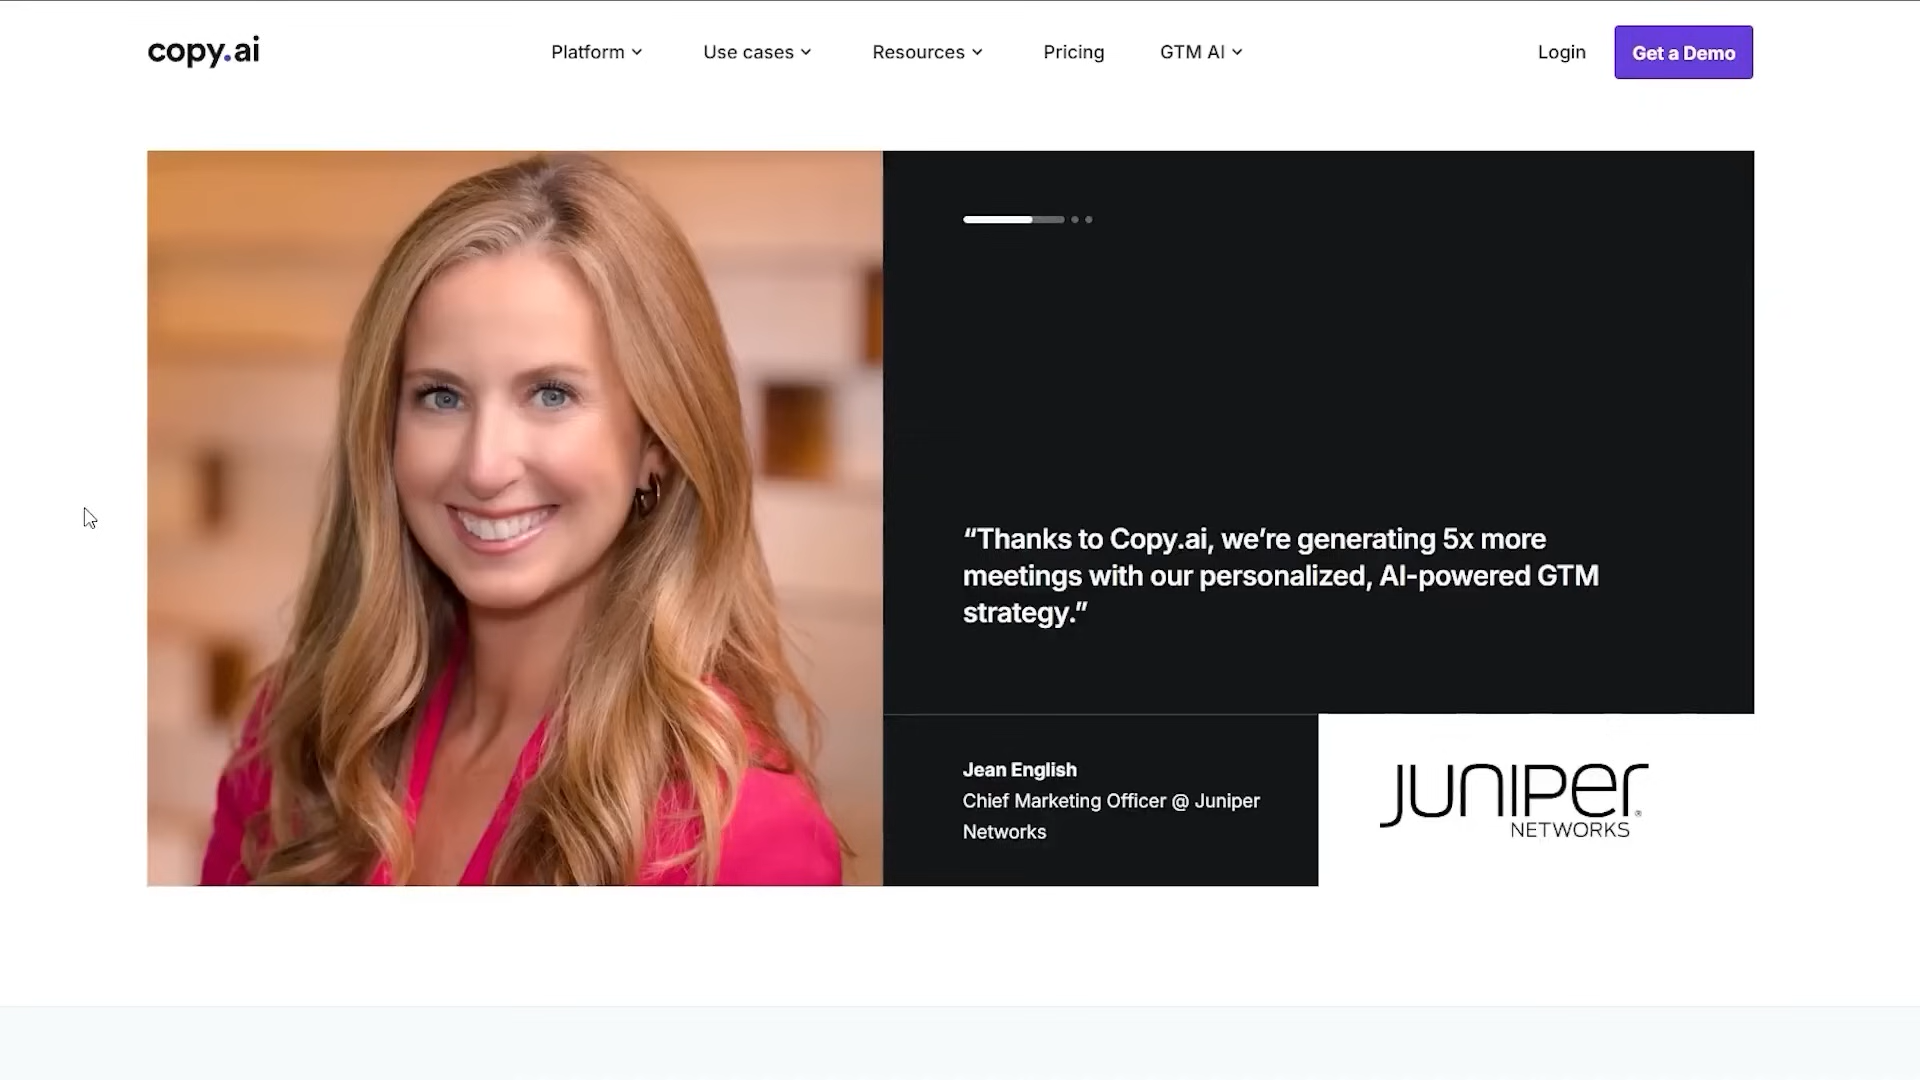 copy.ai
Platform
Use cases
Resources
Pricing
GTM AI
Login
Get a Demo
“Thanks to Copy.ai, we’re generating 5x more
meetings with our personalized, AI-powered GTM
strategy.”
Jean English
Chief Marketing Officer @ Juniper
Networks
JUNIPer
NETWORKS